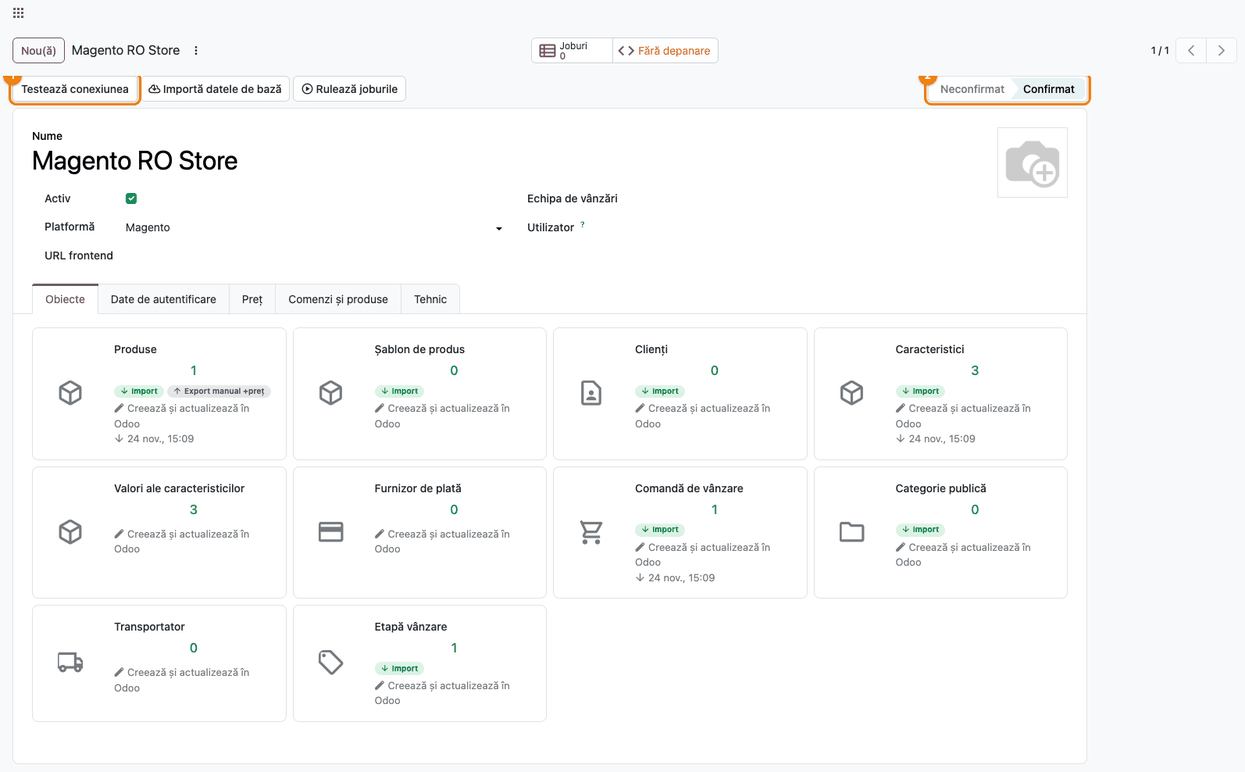 Nou(ă) Magento RO Store
Joburi
0
Fără depanare
1 / 1
1
Testează conexiunea
Importă datele de bază
Rulează joburile
2
Neconfirmat
Confirmat
Nume
Magento RO Store
Activ
Echipa de vânzări
Platformă
Magento
Utilizator ?
URL frontend
Obiecte
Date de autentificare
Preț
Comenzi și produse
Tehnic
Produse
1
Import
Export manual +preț
Creează și actualizează în
Odoo
24 nov., 15:09
Șablon de produs
0
Import
Creează și actualizează în
Odoo
Clienți
0
Import
Creează și actualizează în
Odoo
Caracteristici
3
Import
Creează și actualizează în
Odoo
24 nov., 15:09
Valori ale caracteristicilor
3
Creează și actualizează în
Odoo
Furnizor de plată
0
Creează și actualizează în
Odoo
Comandă de vânzare
1
Import
Creează și actualizează în
Odoo
24 nov., 15:09
Categorie publică
0
Import
Creează și actualizează în
Odoo
Transportator
0
Creează și actualizează în
Odoo
Etapă vânzare
1
Import
Creează și actualizează în
Odoo